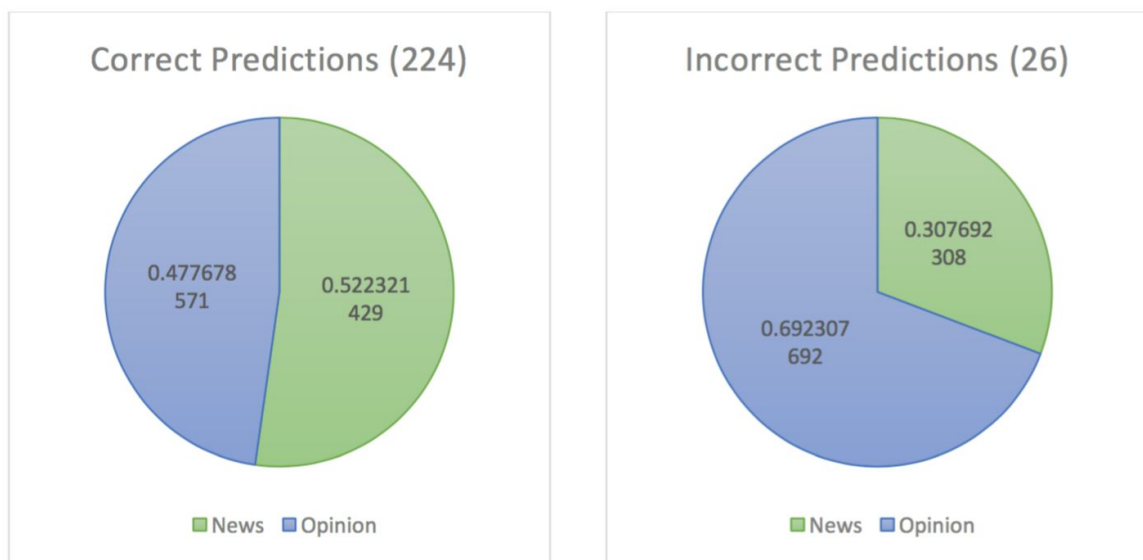 Correct Predictions (224)
0.477678
571
0.522321
429
News Opinion
Incorrect Predictions (26)
0.307692
308
0.692307
692
News Opinion